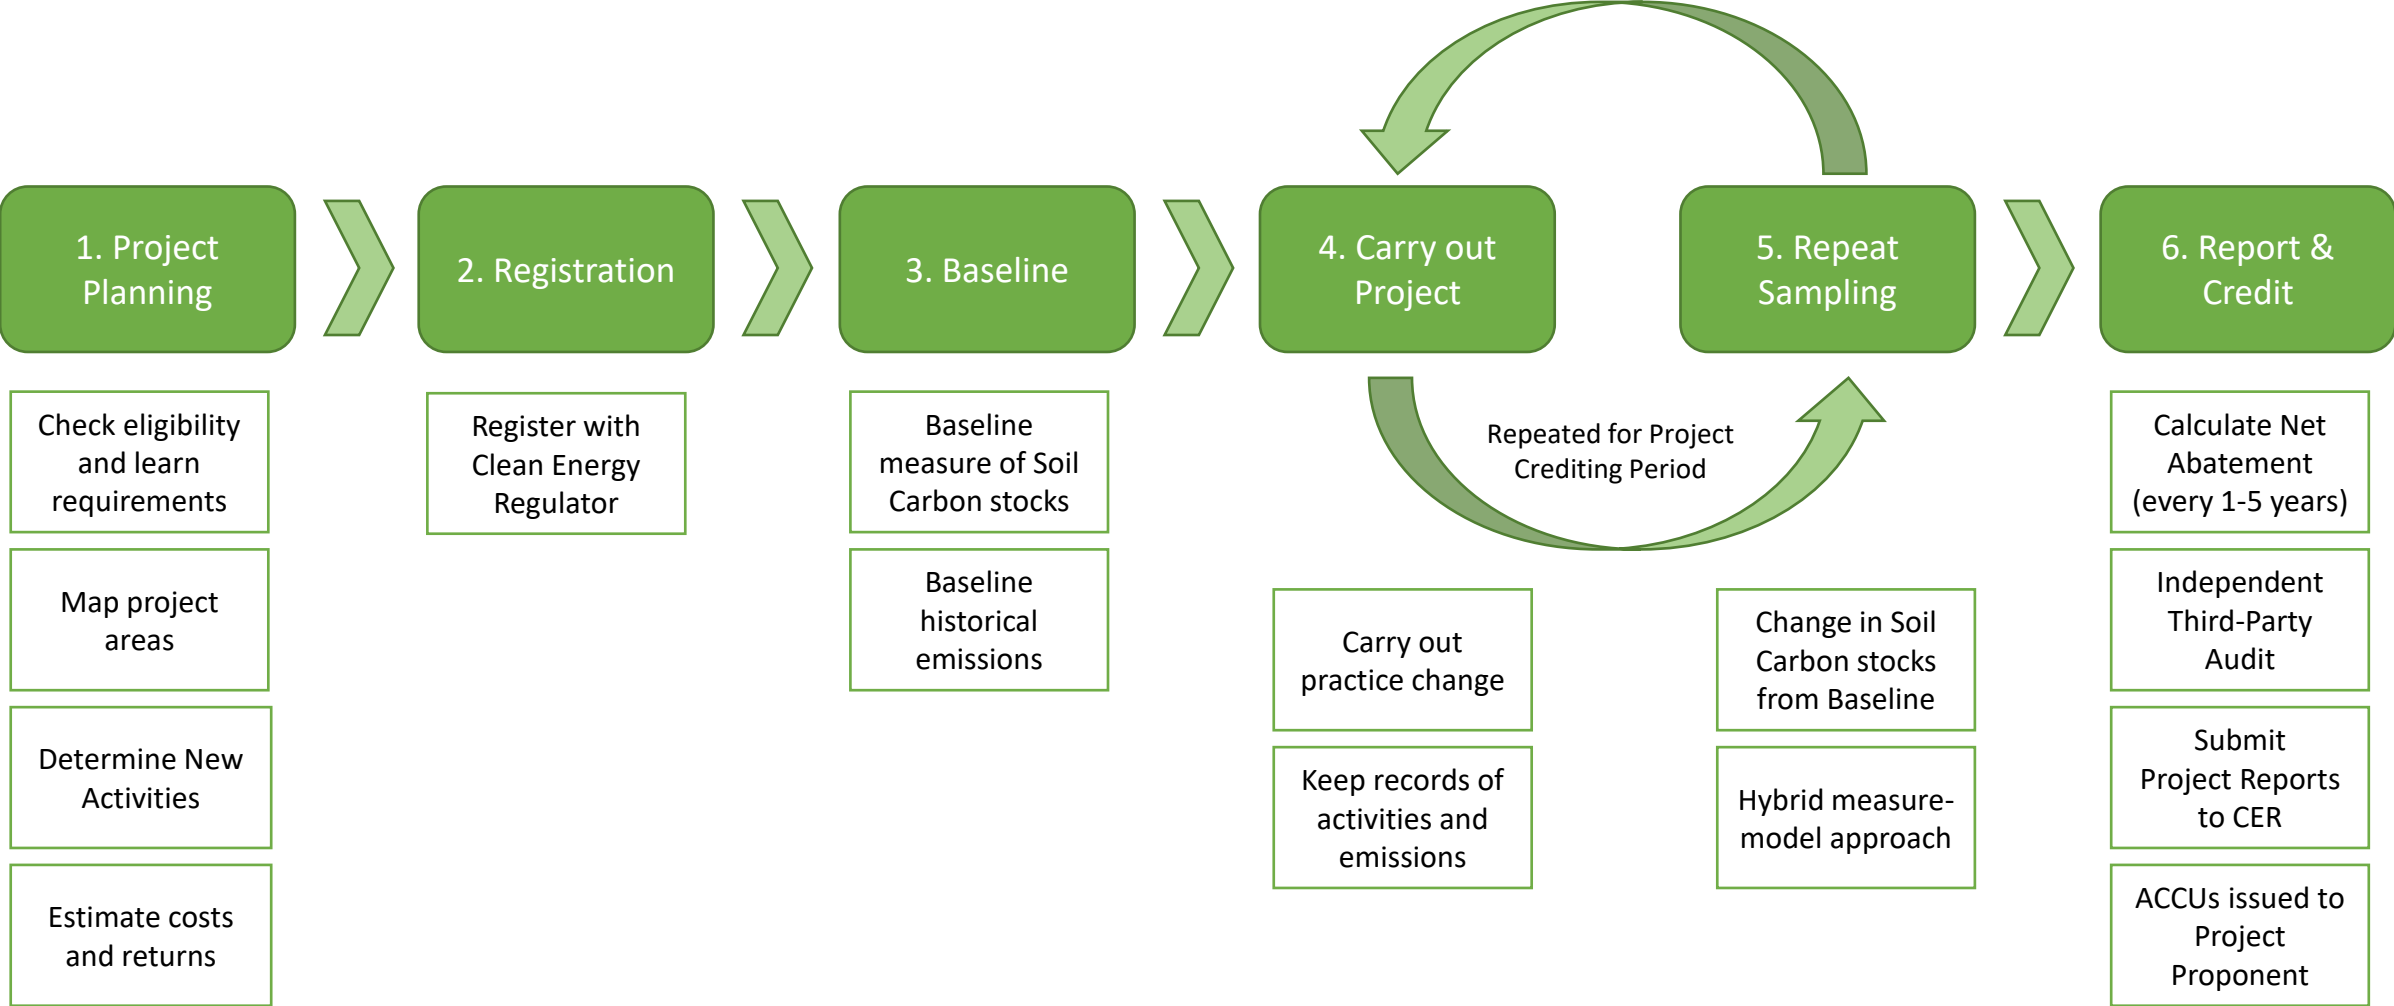 1. Project
Planning
2. Registration
3. Baseline
4. Carry out
Project
5. Repeat
Sampling
6. Report &
Credit
Check eligibility
and learn
requirements
Map project
areas
Determine New
Activities
Estimate costs
and returns
Register with
Clean Energy
Regulator
Baseline
measure of Soil
Carbon stocks
Baseline
historical
emissions
Repeated for Project
Crediting Period
Carry out
practice change
Keep records of
activities and
emissions
Change in Soil
Carbon stocks
from Baseline
Hybrid measure-
model approach
Calculate Net
Abatement
(every 1-5 years)
Independent
Third-Party
Audit
Submit
Project Reports
to CER
ACCUs issued to
Project
Proponent